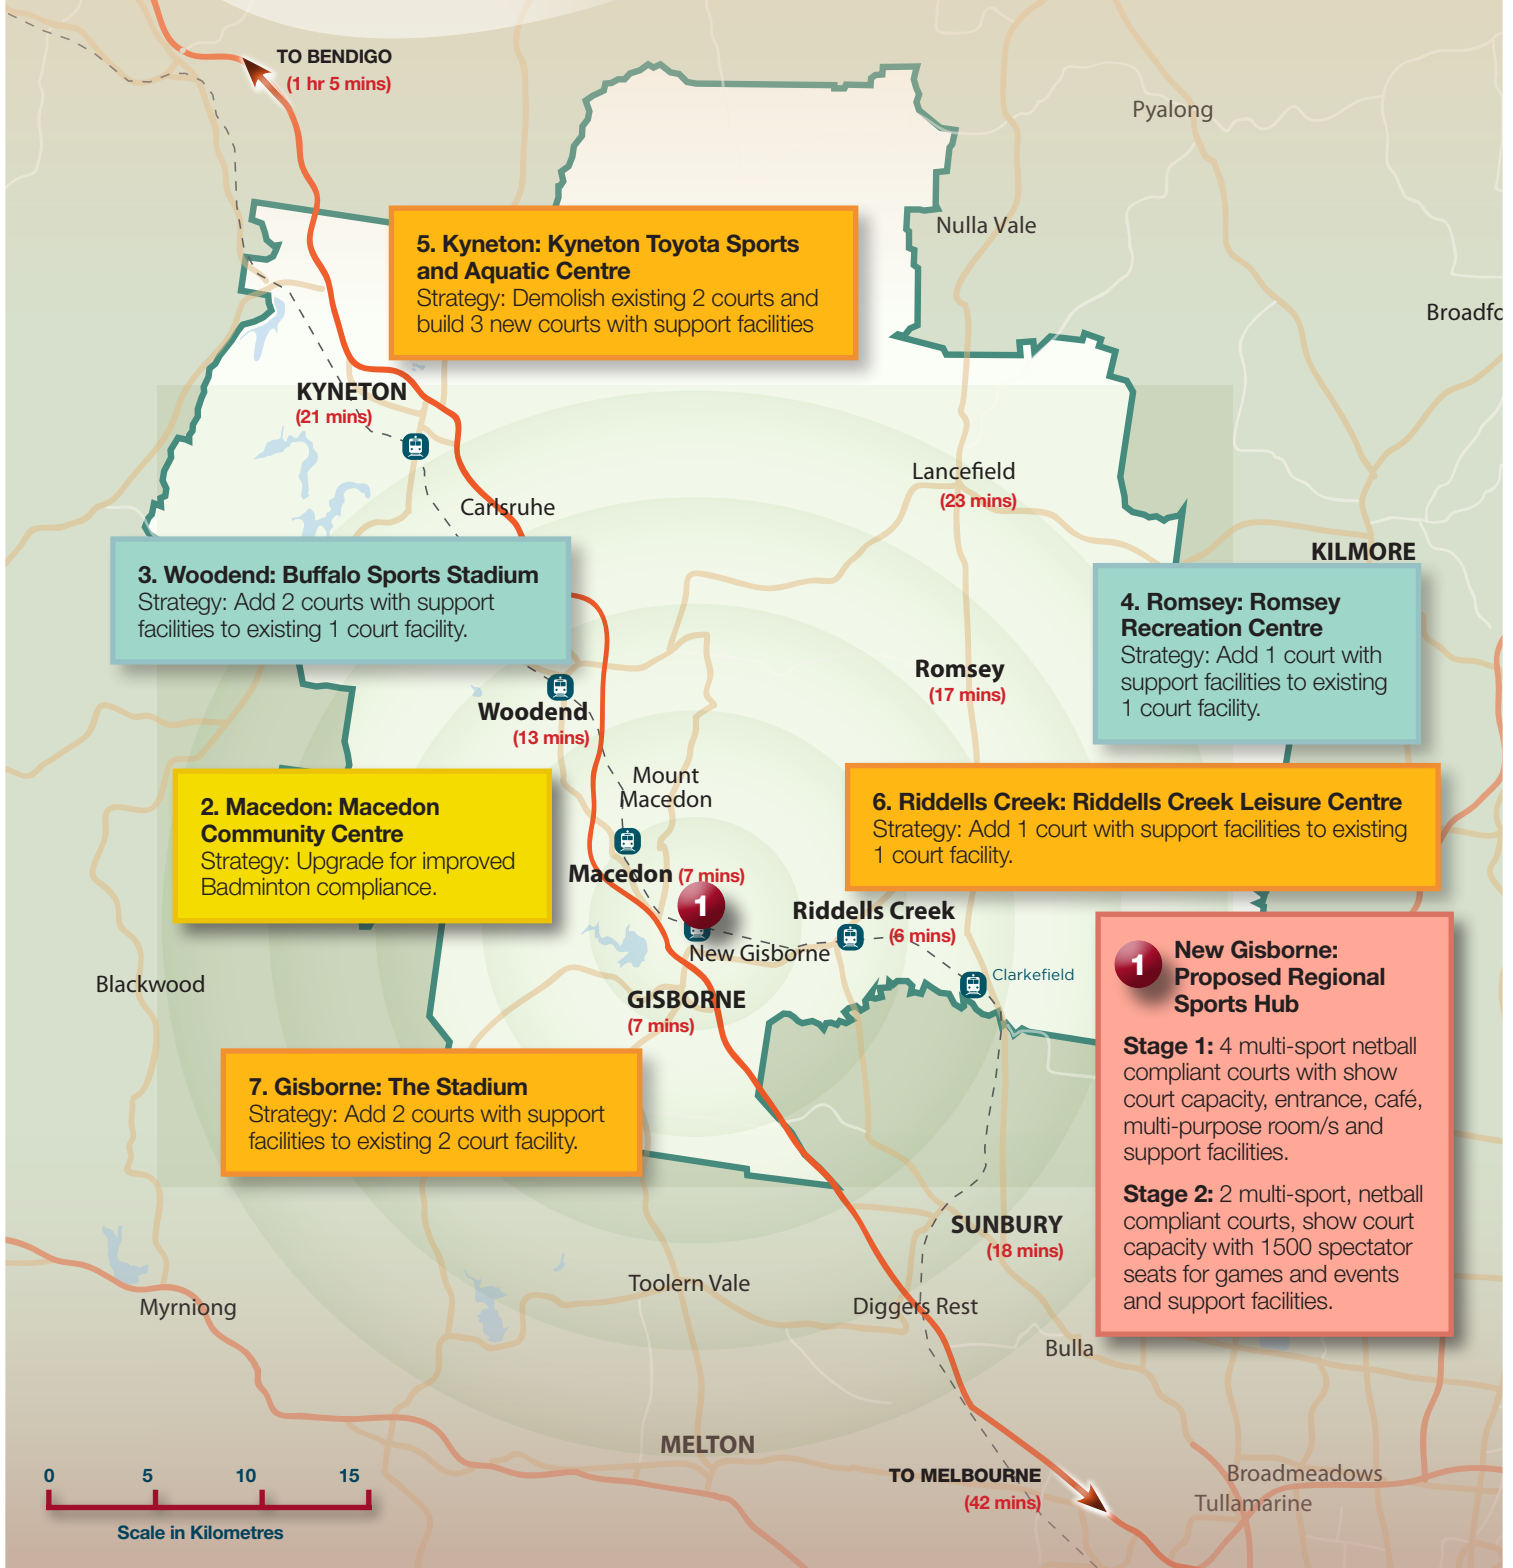 TO BENDIGO
(1 hr 5 mins)
Pyalong
Nulla Vale
Broadfo
5. Kyneton: Kyneton Toyota Sports
and Aquatic Centre
Strategy: Demolish existing 2 courts and
build 3 new courts with support facilities
KYNETON
(21 mins)
Lancefield
(23 mins)
Carlsruhe
KILMORE
3. Woodend: Buffalo Sports Stadium
Strategy: Add 2 courts with support
facilities to existing 1 court facility.
4. Romsey: Romsey
Recreation Centre
Strategy: Add 1 court with
support facilities to existing
1 court facility.
Romsey
(17 mins)
Woodend
(13 mins)
Mount
Macedon
2. Macedon: Macedon
Community Centre
Strategy: Upgrade for improved
Badminton compliance.
6. Riddells Creek: Riddells Creek Leisure Centre
Strategy: Add 1 court with support facilities to existing
1 court facility.
Macedon (7 mins)
1
Riddells Creek
(6 mins)
New Gisborne
Clarkefield
Blackwood
GISBORNE
(7 mins)
1
New Gisborne:
Proposed Regional
Sports Hub
Stage 1: 4 multi-sport netball
compliant courts with show
court capacity, entrance, café,
multi-purpose room/s and
support facilities.
Stage 2: 2 multi-sport, netball
compliant courts, show court
capacity with 1500 spectator
seats for games and events
and support facilities.
7. Gisborne: The Stadium
Strategy: Add 2 courts with support
facilities to existing 2 court facility.
SUNBURY
(18 mins)
Toolern Vale
Myrniong
Diggers Rest
Bulla
MELTON
TO MELBOURNE
(42 mins)
Broadmeadows
Tullamarine
0 5 10 15
Scale in Kilometres